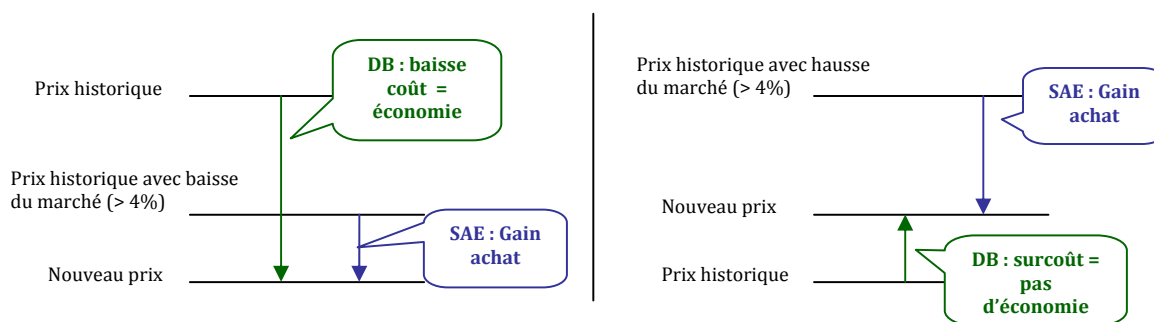 DB : baisse
coût =
économie
Prix historique
Prix historique avec baisse
du marché (> 4%)
SAE : Gain
achat
Nouveau prix
Prix historique avec hausse
du marché (> 4%)
SAE : Gain
achat
Nouveau prix
DB : surcoût =
pas
d'économie
Prix historique